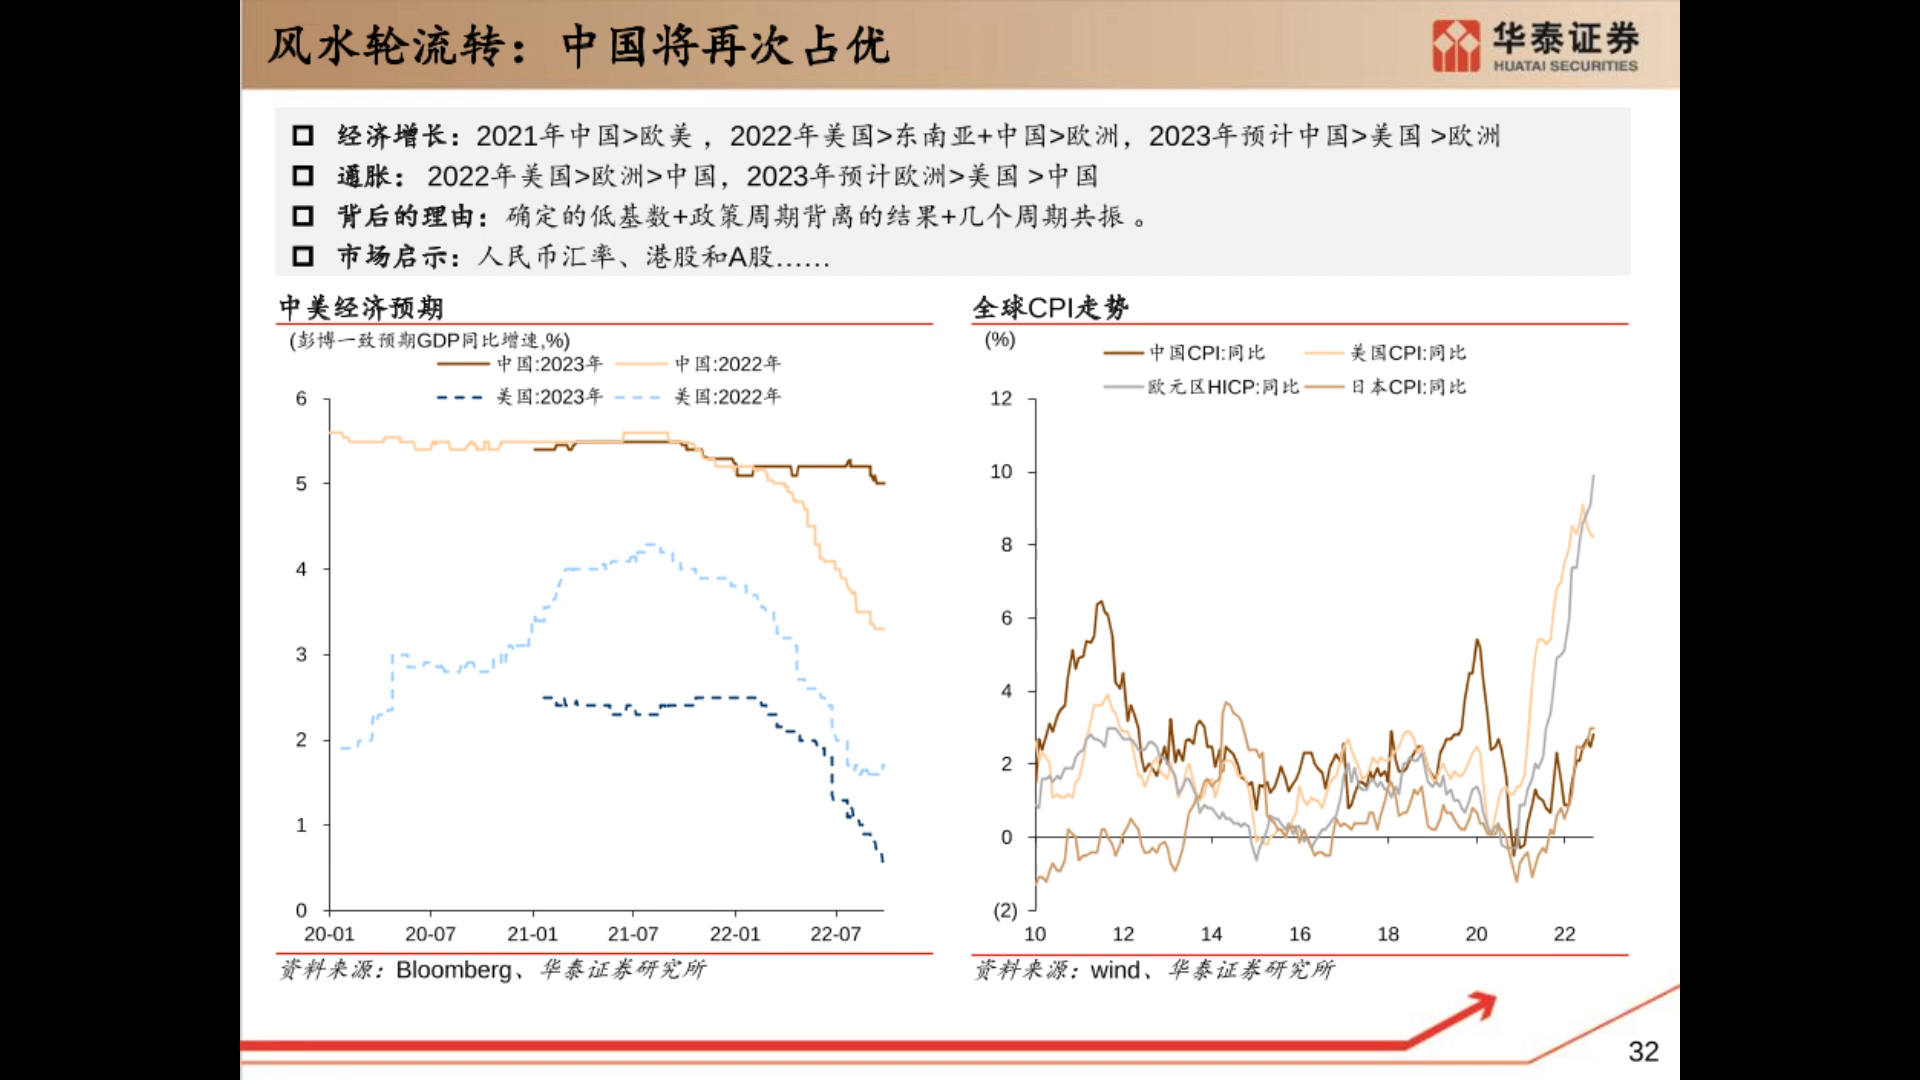 风水轮流转：中国将再次占优
华泰证券
HUATAI SECURITIES
经济增长：2021年中国>欧美 ，2022年美国>东南亚+中国>欧洲，2023年预计中国>美国 >欧洲
通胀： 2022年美国>欧洲>中国，2023年预计欧洲>美国 >中国
背后的理由：确定的低基数+政策周期背离的结果+几个周期共振 。
市场启示：人民币汇率、港股和A股……
中美经济预期
(彭博一致预期GDP同比增速,%)
中国:2023年 中国:2022年
美国:2023年 美国:2022年
6
5
4
3
2
1
0
20-01 20-07 21-01 21-07 22-01 22-07
资料来源：Bloomberg、华泰证券研究所
全球CPI走势
(%)
中国CPI:同比 美国CPI:同比
欧元区HICP:同比 日本CPI:同比
12
10
8
6
4
2
0
(2)
10 12 14 16 18 20 22
资料来源：wind、华泰证券研究所
32